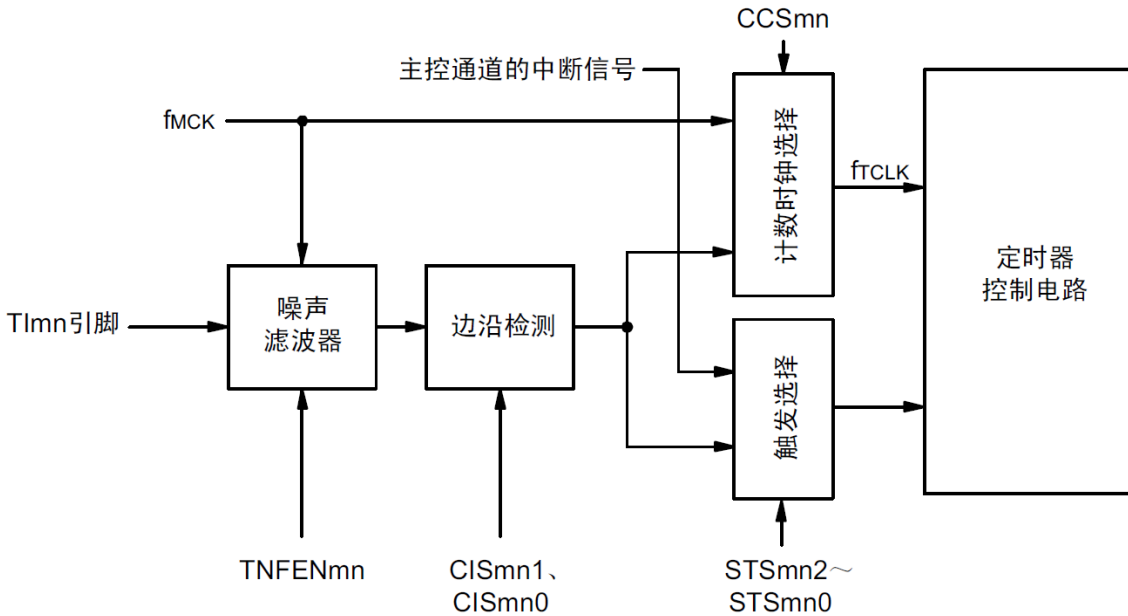 CCSmn
主控通道的中断信号
fMCK
计数时钟选择
fTCLK
定时器
控制电路
TImn引脚
噪声
滤波器
边沿检测
触发选择
TNFENmn
CISmn1、
CISmn0
STSmn2～
STSmn0